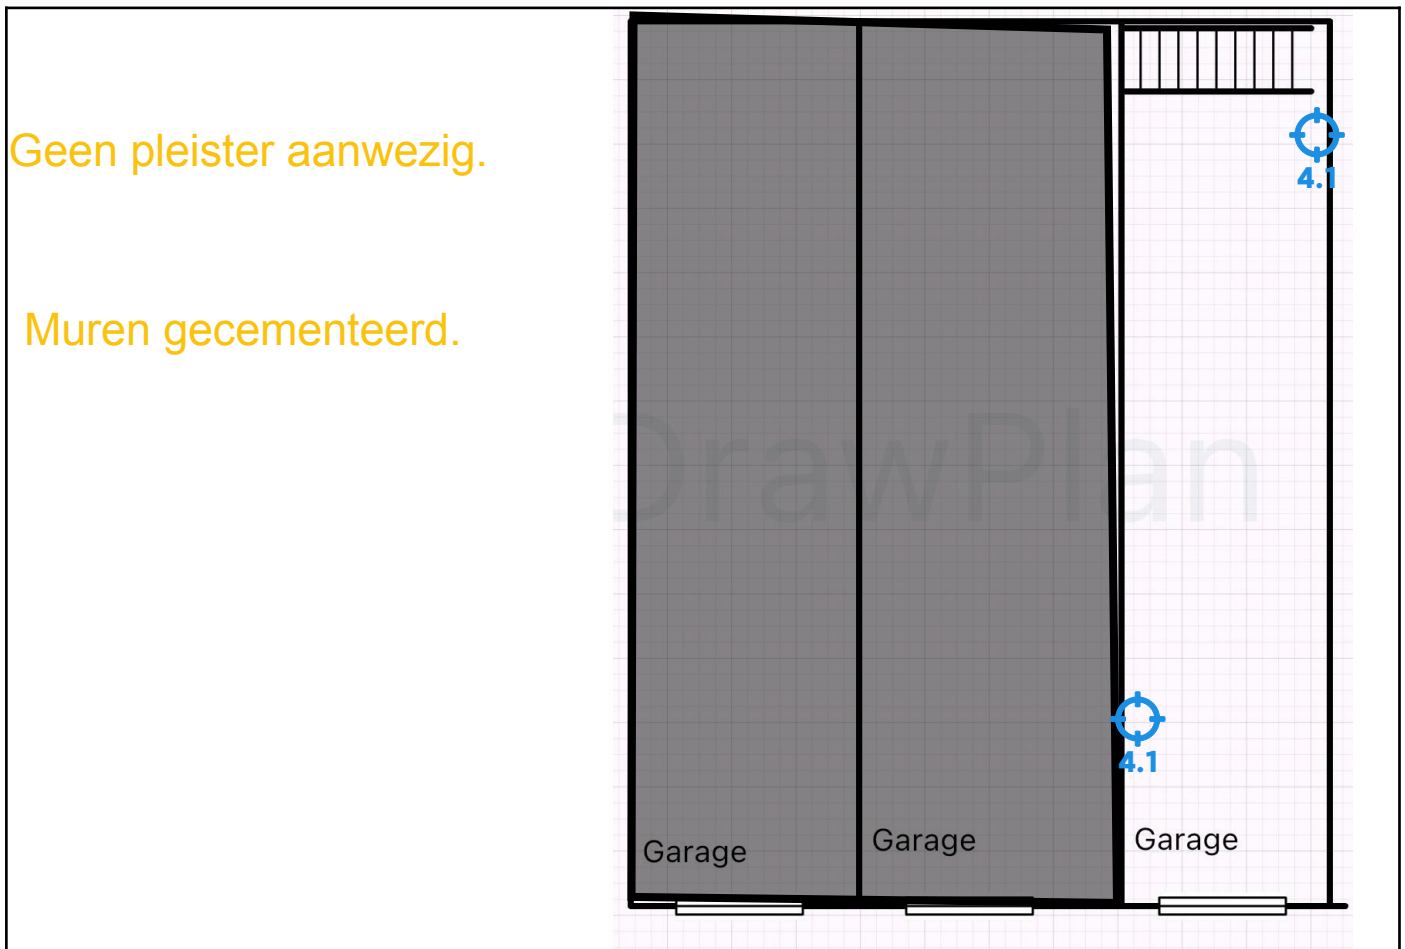 Geen pleister aanwezig.
4.1
Muren gecementeerd.
DrawPlan
4.1
Garage
Garage
Garage